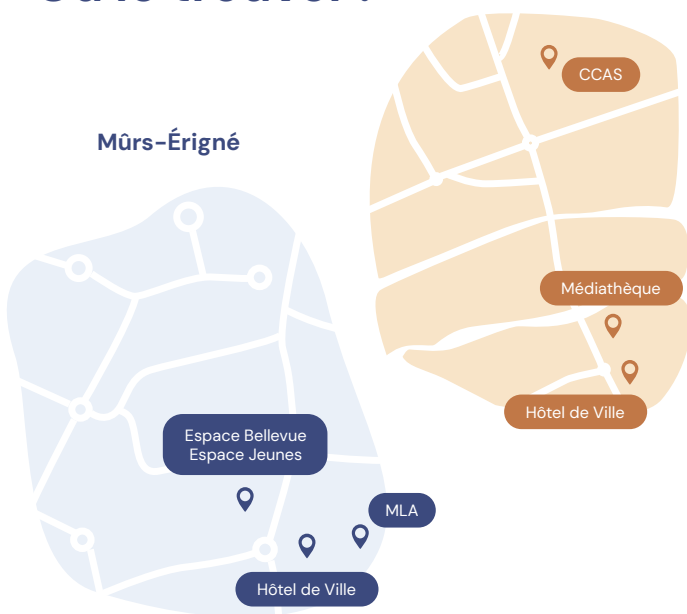 CCAS
Mûrs-Érigné
Médiathèque
Hôtel de Ville
Espace Bellevue
Espace Jeunes
MLA
Hôtel de Ville